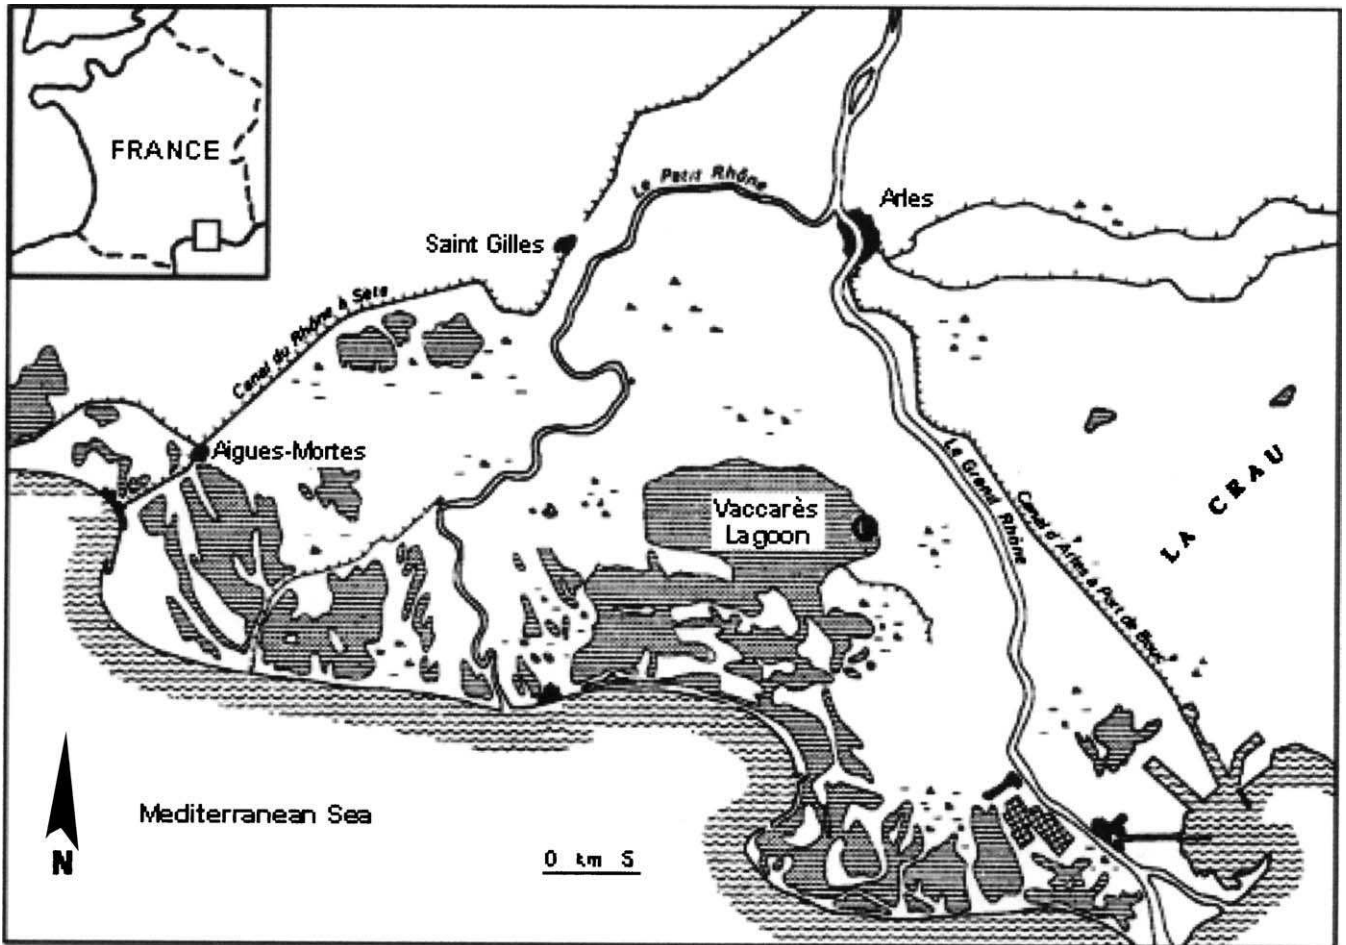 FRANCE
Le Petit Rhône
Arles
Saint Gilles
Canal du Rhône à Sète
Aigues-Mortes
Vaccarès
Lagoon
Le Grand Rhône
Canal d'Arles à Port de Bouc
LA CRAU
Mediterranean Sea
N
0 km 5